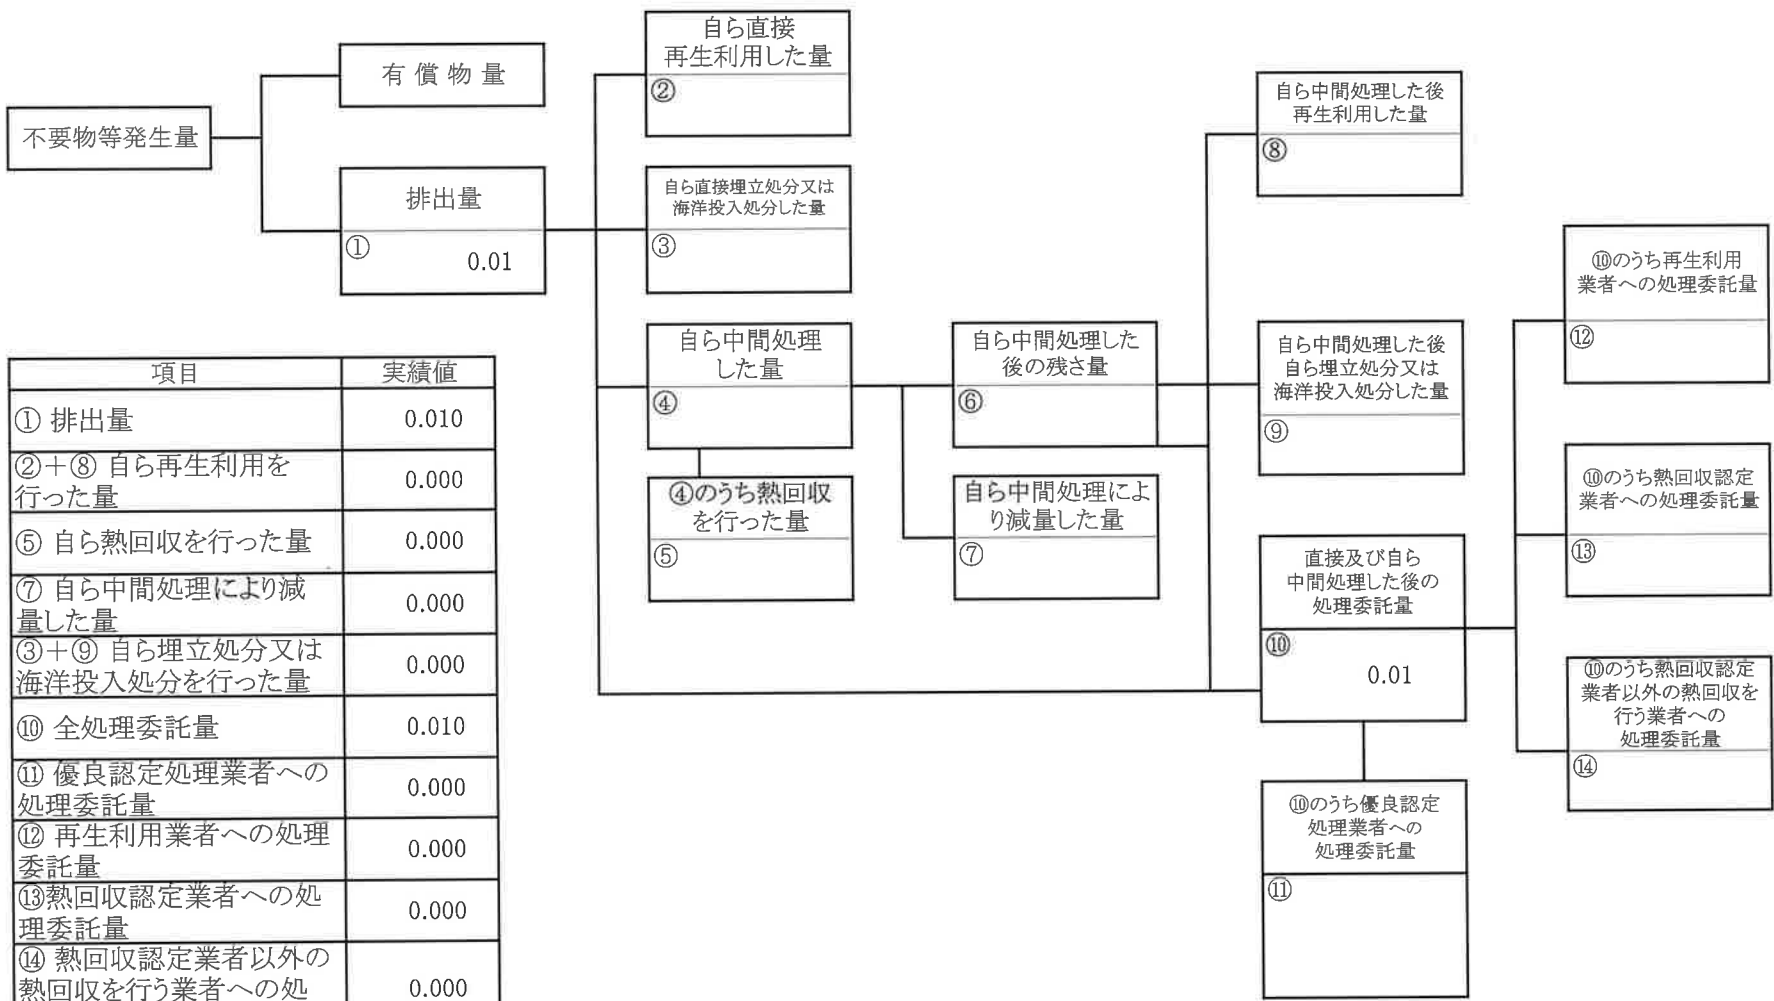 不要物等発生量
有償物量
排出量
①
0.01
自ら直接
再生利用した量
②
自ら直接埋立処分又は
海洋投入処分した量
③
自ら中間処理
した量
④
④のうち熱回収
を行った量
⑤
自ら中間処理した
後の残さ量
⑥
自ら中間処理によ
り減量した量
⑦
自ら中間処理した後
再生利用した量
⑧
自ら中間処理した後
自ら埋立処分又は
海洋投入処分した量
⑨
直接及び自ら
中間処理した後の
処理委託量
⑩
0.01
⑩のうち優良認定
処理業者への
処理委託量
⑪
⑩のうち再生利用
業者への処理委託量
⑫
⑩のうち熱回収認定
業者への処理委託量
⑬
⑩のうち熱回収認定
業者以外の熱回収を
行う業者への
処理委託量
⑭
項目 実績値
① 排出量 0.010
②+⑧ 自ら再生利用を
行った量 0.000
⑤ 自ら熱回収を行った量 0.000
⑦ 自ら中間処理により減
量した量 0.000
③+⑨ 自ら埋立処分又は
海洋投入処分を行った量 0.000
⑩ 全処理委託量 0.010
⑪ 優良認定処理業者への
処理委託量 0.000
⑫ 再生利用業者への処理
委託量 0.000
⑬熱回収認定業者への処
理委託量 0.000
⑭ 熱回収認定業者以外の
熱回収を行う業者への処 0.000